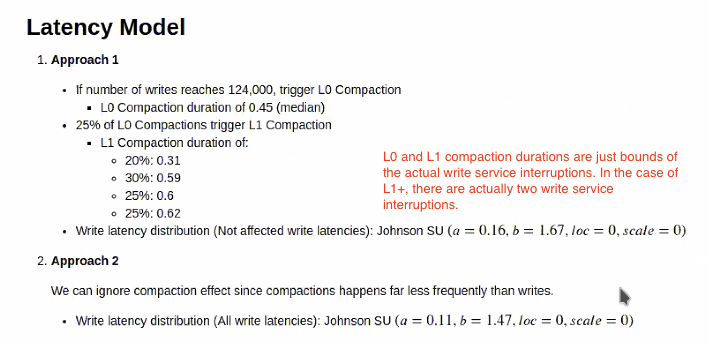 Latency Model
1. Approach 1
• If number of writes reaches 124,000, trigger L0 Compaction
▪ L0 Compaction duration of 0.45 (median)
• 25% of L0 Compactions trigger L1 Compaction
▪ L1 Compaction duration of:
◦ 20%: 0.31
◦ 30%: 0.59
◦ 25%: 0.6
◦ 25%: 0.62
L0 and L1 compaction durations are just bounds of
the actual write service interruptions. In the case of
L1+, there are actually two write service
interruptions.
• Write latency distribution (Not affected write latencies): Johnson SU (a = 0.16, b = 1.67, loc = 0, scale = 0)
2. Approach 2
We can ignore compaction effect since compactions happens far less frequently than writes.
• Write latency distribution (All write latencies): Johnson SU (a = 0.11, b = 1.47, loc = 0, scale = 0)